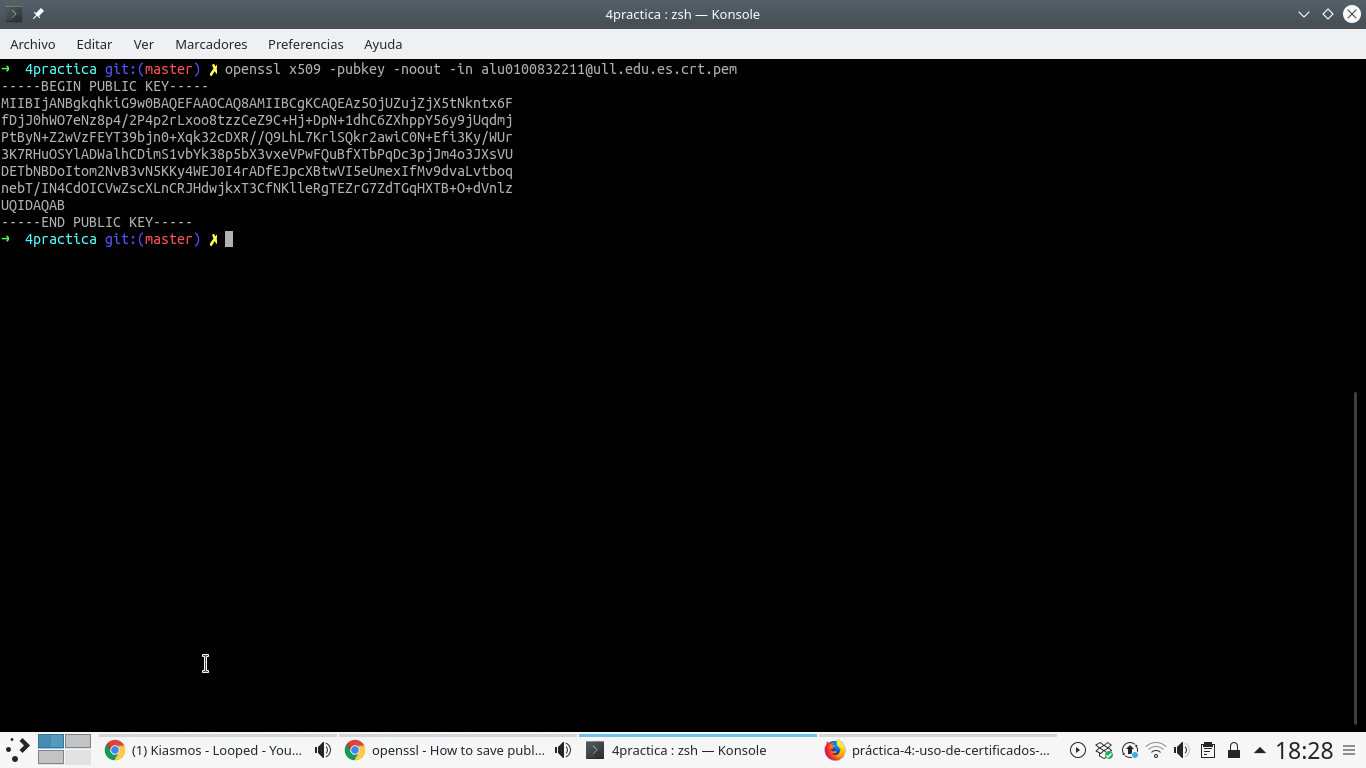 4practica : zsh — Konsole
Archivo Editar Ver Marcadores Preferencias Ayuda
➜  4practica git:(master) ✗ openssl x509 -pubkey -noout -in alu0100832211@ull.edu.es.crt.pem
-----BEGIN PUBLIC KEY-----
MIIBIjANBgkqhkiG9w0BAQEFAAOCAQ8AMIIBCgKCAQEAz5OjUZujZjX5tNkntx6F
fDjJ0hWO7eNz8p4/2P4p2rLxoo8tzzCeZ9C+Hj+DpN+1dhC6ZXhppY56y9jUqdmj
PtByN+Z2wVzFEYT39bjn0+Xqk32cDXR//Q9LhL7KrlSQkr2awiC0N+Efi3Ky/WUr
3K7RHuOSYlADWalhCDimS1vbYk38p5bX3vxeVPwFQuBfXTbPqDc3pjJm4o3JXsVU
DETbNBDoItom2NvB3vN5KKy4WEJ0I4rADfEJpcXBtwVI5eUmexIfMv9dvaLvtboq
nebT/IN4CdOICVwZscXLnCRJHdwjkxT3CfNKlleRgTEZrG7ZdTGqHXTB+O+dVnlz
UQIDAQAB
-----END PUBLIC KEY-----
➜  4practica git:(master) ✗
(1) Kiasmos - Looped - You... openssl - How to save publ... 4practica : zsh — Konsole práctica-4:-uso-de-certificados-... 18:28